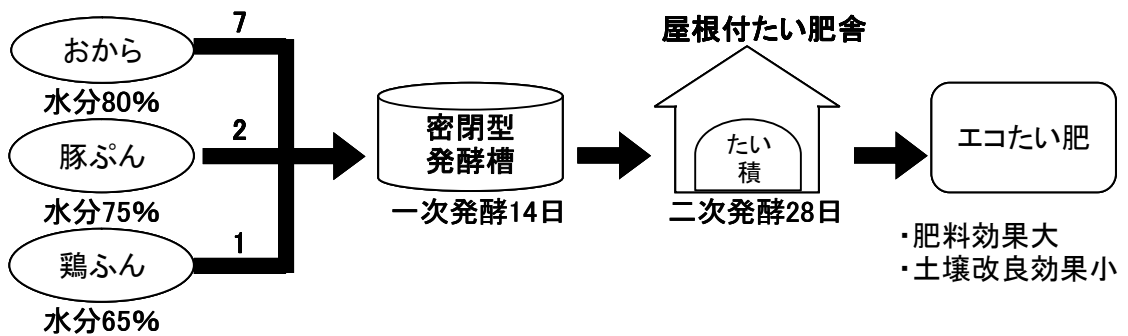 おから
7
水分80%
豚ぷん
2
水分75%
鶏ふん
1
水分65%
密閉型
発酵槽
一次発酵14日
屋根付たい肥舎
たい
積
二次発酵28日
エコたい肥
・肥料効果大
・土壌改良効果小